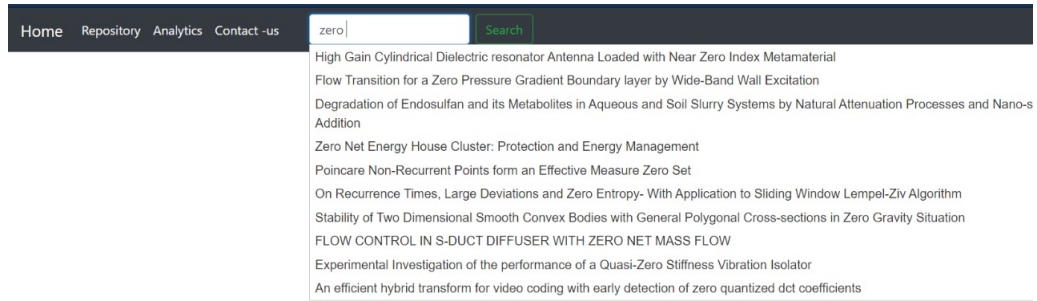 Home Repository Analytics Contact -us zero Search
High Gain Cylindrical Dielectric resonator Antenna Loaded with Near Zero Index Metamaterial
Flow Transition for a Zero Pressure Gradient Boundary layer by Wide-Band Wall Excitation
Degradation of Endosulfan and its Metabolites in Aqueous and Soil Slurry Systems by Natural Attenuation Processes and Nano-s
Addition
Zero Net Energy House Cluster: Protection and Energy Management
Poincare Non-Recurrent Points form an Effective Measure Zero Set
On Recurrence Times, Large Deviations and Zero Entropy- With Application to Sliding Window Lempel-Ziv Algorithm
Stability of Two Dimensional Smooth Convex Bodies with General Polygonal Cross-sections in Zero Gravity Situation
FLOW CONTROL IN S-DUCT DIFFUSER WITH ZERO NET MASS FLOW
Experimental Investigation of the performance of a Quasi-Zero Stiffness Vibration Isolator
An efficient hybrid transform for video coding with early detection of zero quantized dct coefficients